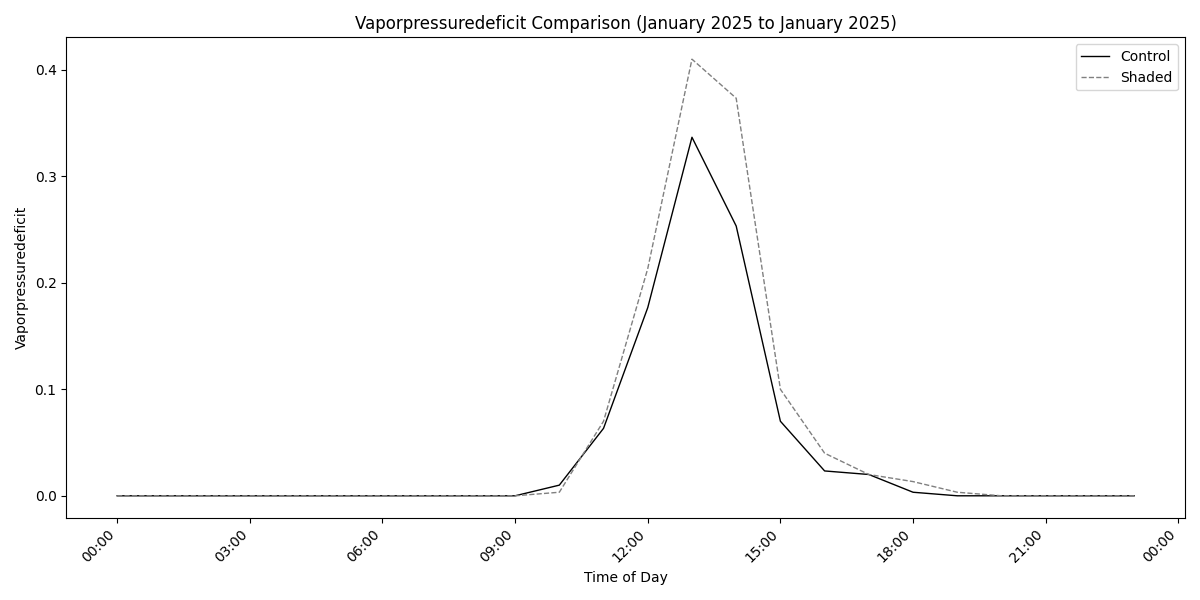 Vaporpressuredeficit Comparison (January 2025 to January 2025)
Control
Shaded
Vaporpressuredeficit
0.4
0.3
0.2
0.1
0.0
00:00
03:00
06:00
09:00
12:00
15:00
18:00
21:00
00:00
Time of Day